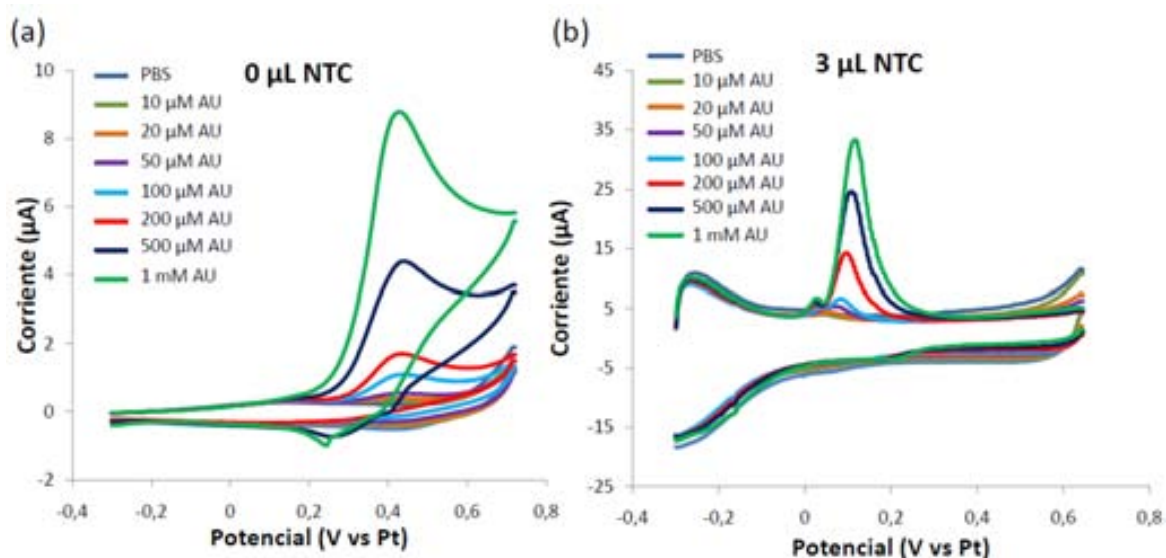 (a)
0 µL NTC
Corriente (µA)
10
8
6
4
2
0
-2
PBS
10 µM AU
20 µM AU
50 µM AU
100 µM AU
200 µM AU
500 µM AU
1 mM AU
-0,4 -0,2 0 0,2 0,4 0,6 0,8
Potencial (V vs Pt)
(b)
3 µL NTC
Corriente (µA)
45
35
25
15
5
-5
-15
-25
PBS
10 µM AU
20 µM AU
50 µM AU
100 µM AU
200 µM AU
500 µM AU
1 mM AU
-0,4 -0,2 0 0,2 0,4 0,6 0,8
Potencial (V vs Pt)